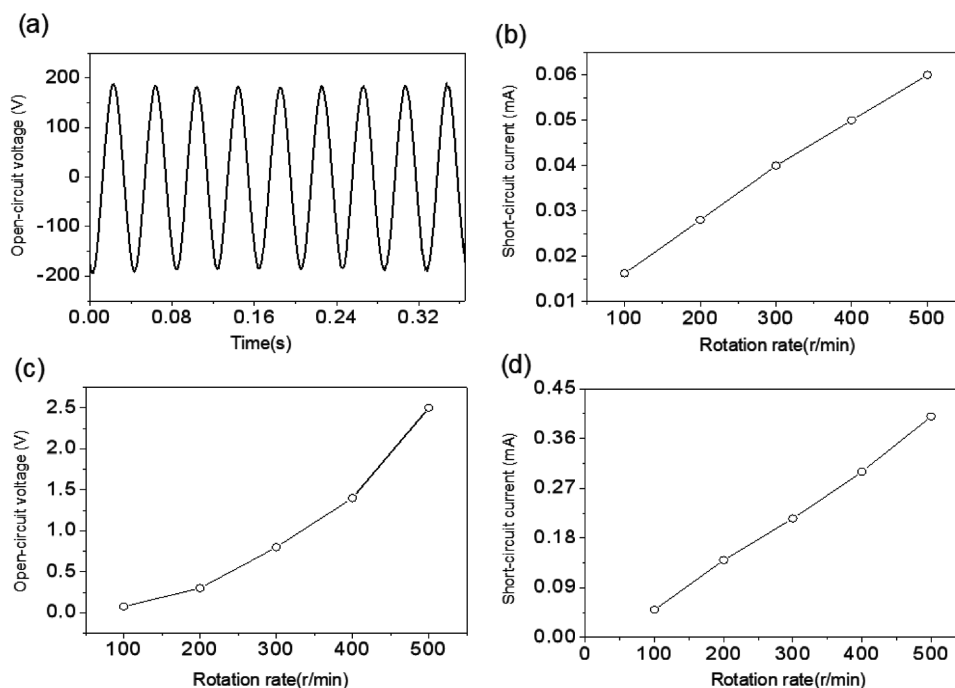 (a)
Open-circuit voltage (V)
200
100
0
-100
-200
0.00 0.08 0.16 0.24 0.32
Time(s)
(b)
Short-circuit current (mA)
0.06
0.05
0.04
0.03
0.02
0.01
100 200 300 400 500
Rotation rate(r/min)
(c)
Open-circuit voltage (V)
2.5
2.0
1.5
1.0
0.5
0.0
100 200 300 400 500
Rotation rate(r/min)
(d)
Short-circuit current (mA)
0.45
0.36
0.27
0.18
0.09
0.00
0 100 200 300 400 500
Rotation rate(r/min)